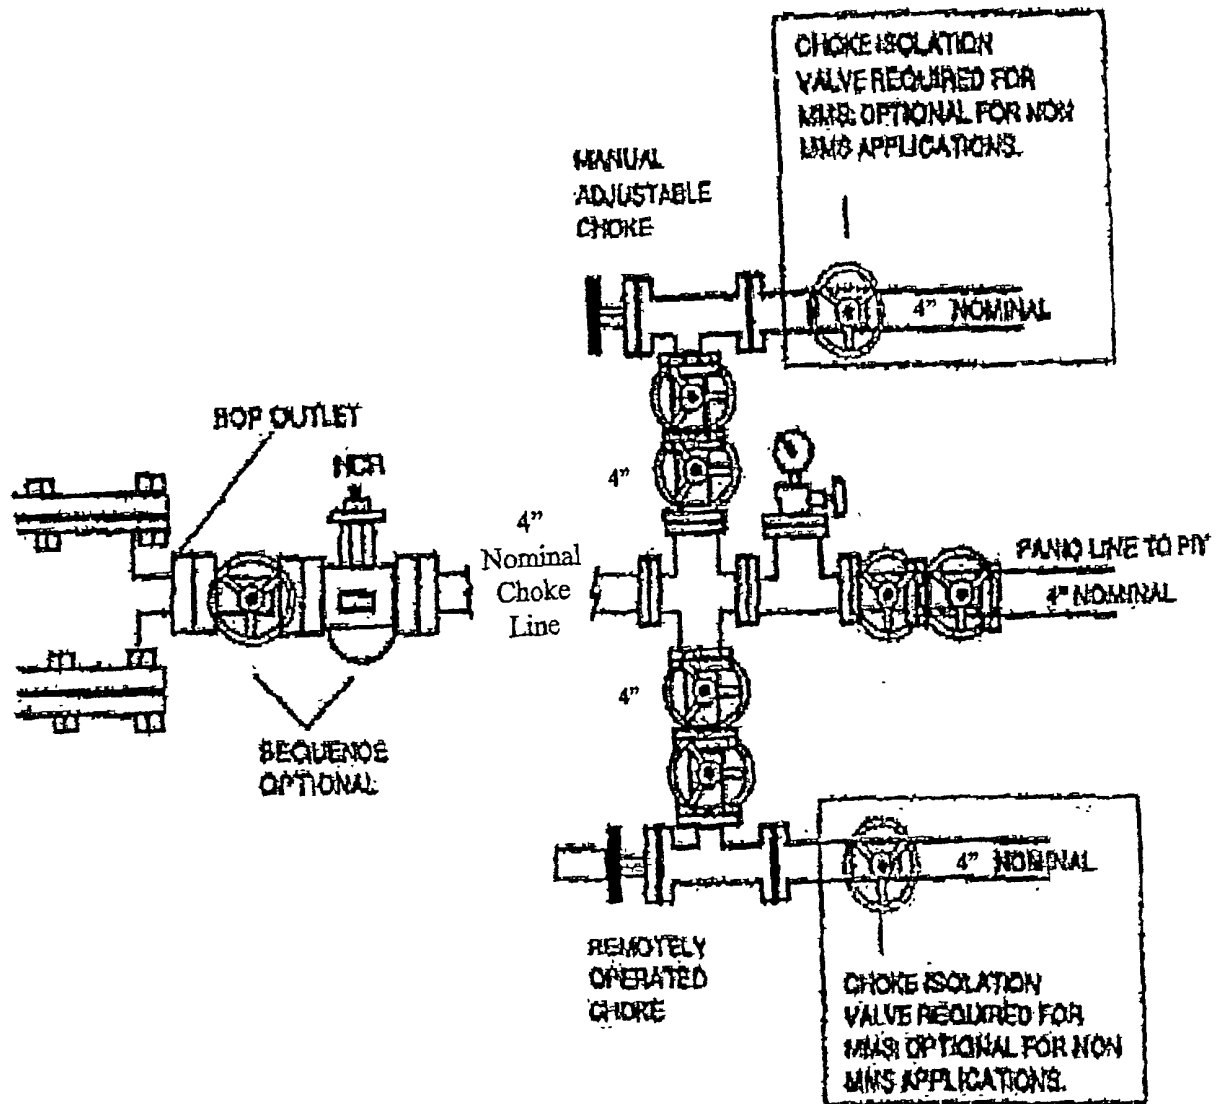 CHOKE ISOLATION
VALVE REQUIRED FOR
MMS; OPTIONAL FOR NON
MMS APPLICATIONS.
MANUAL
ADJUSTABLE
CHOKE
4" NOMINAL
BOP OUTLET
HCR
4"
4"
Nominal
Choke
Line
PANIC LINE TO PIT
4" NOMINAL
4"
SEQUENCE
OPTIONAL
4" NOMINAL
REMOTELY
OPERATED
CHOKE
CHOKE ISOLATION
VALVE REQUIRED FOR
MMS; OPTIONAL FOR NON
MMS APPLICATIONS.